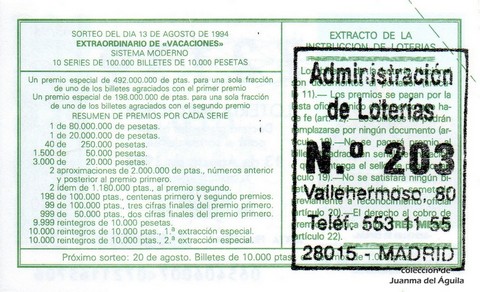 SORTEO DEL DIA 13 DE AGOSTO DE 1994
EXTRAORDINARIO DE «VACACIONES»
SISTEMA MODERNO
10 SERIES DE 100.000 BILLETES DE 10.000 PESETAS
Un premio especial de 492.000.000 de ptas. para una sola fracción
de uno de los billetes agraciados con el primer premio
Un premio especial de 198.000.000 de ptas. para una sola fracción
de uno de los billetes agraciados con el segundo premio
RESUMEN DE PREMIOS POR CADA SERIE
1 de 80.000.000 de pesetas.
1 de 20.000.000 de pesetas.
40 de 250.000 pesetas.
1.500 de 50.000 pesetas.
3.000 de 20.000 pesetas.
2 aproximaciones de 2.000.000 de ptas., números anterior
y posterior al primero premio.
2 ídem de 1.180.000 ptas., al premio segundo.
198 de 100.000 ptas., centenas primero y segundo premios.
99 de 100.000 ptas., tres cifras finales del premio primero.
999 de 50.000 ptas., dos cifras finales del premio primero.
9.999 reintegros de 10.000 pesetas.
10.000 reintegros de 10.000 ptas., 1.ª extracción especial.
10.000 reintegros de 10.000 ptas., 2.ª extracción especial.
Próximo sorteo: 20 de agosto. Billetes de 10.000 ptas.
EXTRACTO DE LA
INSTRUCCION DE LOTERIAS
Administración
de Loterías
N.º 203
Vallehermoso, 80
Teléf. 553 11 55
28015 - MADRID
colección de
Juanma del Águila